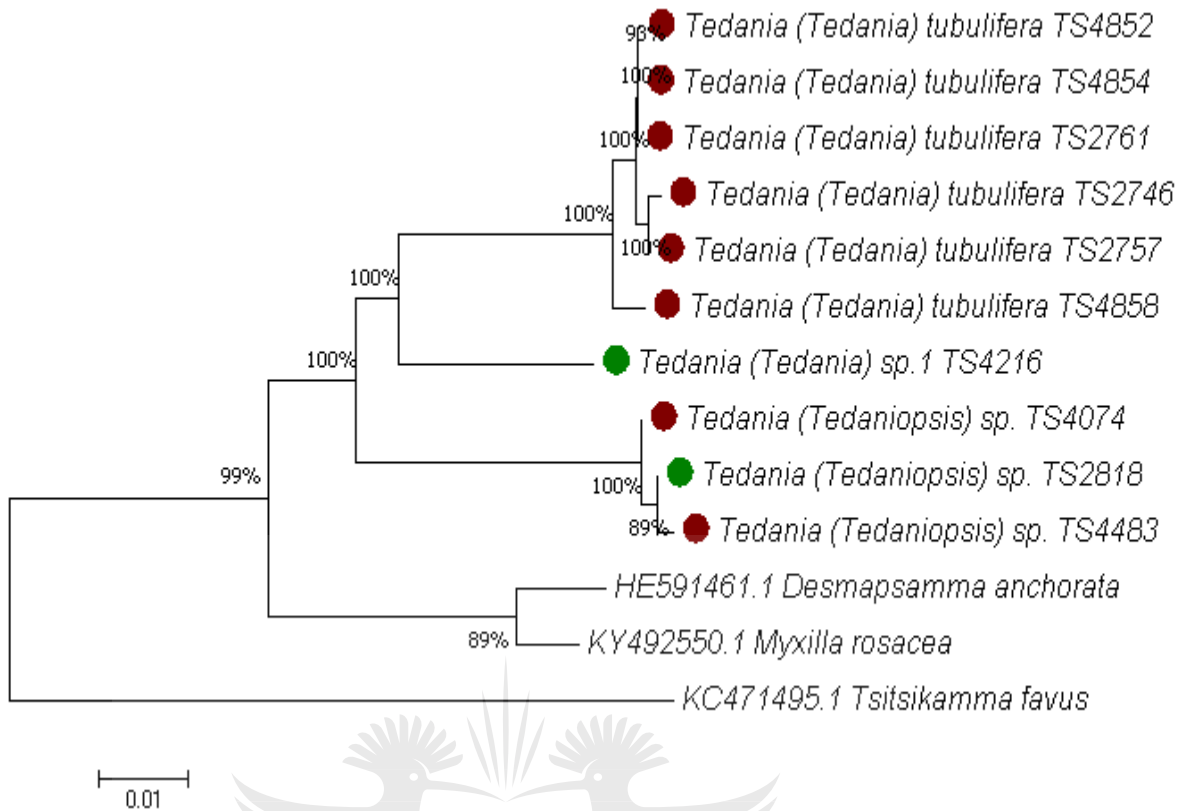 93%
Tedania (Tedania) tubulifera TS4852
100%
Tedania (Tedania) tubulifera TS4854
100%
Tedania (Tedania) tubulifera TS2761
Tedania (Tedania) tubulifera TS2746
100%
100%
Tedania (Tedania) tubulifera TS2757
100%
Tedania (Tedania) tubulifera TS4858
100%
Tedania (Tedania) sp.1 TS4216
Tedania (Tedaniopsis) sp. TS4074
99%
100%
Tedania (Tedaniopsis) sp. TS2818
89%
Tedania (Tedaniopsis) sp. TS4483
HE591461.1 Desmapsamma anchorata
89%
KY492550.1 Myxilla rosacea
KC471495.1 Tsitsikamma favus
0.01